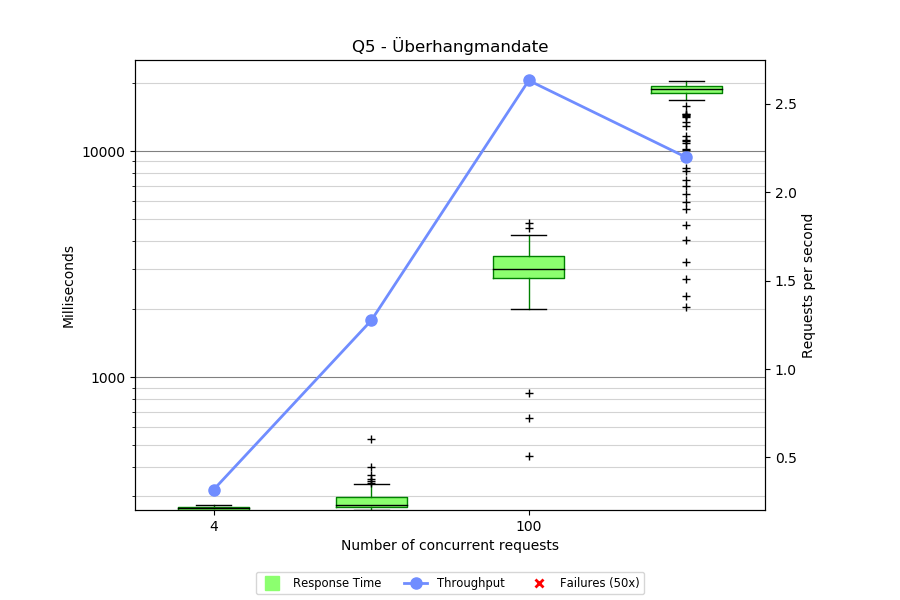 Q5 - Überhangmandate
10000
1000
Milliseconds
2.5
2.0
1.5
1.0
0.5
Requests per second
4
100
Number of concurrent requests
Response Time
Throughput
Failures (50x)